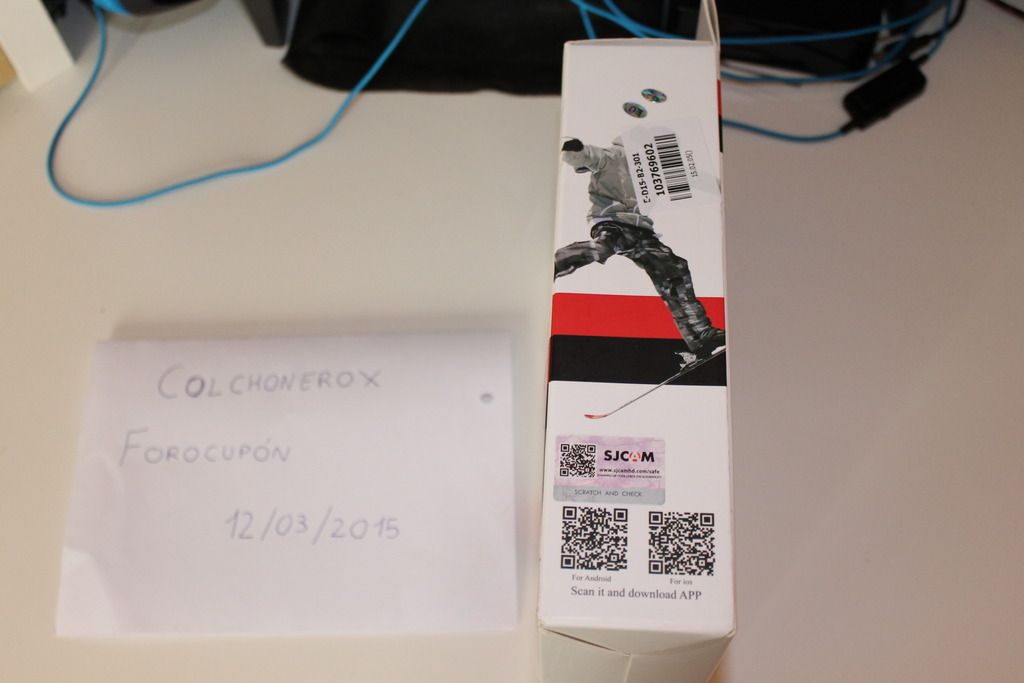 COLCHONEROX
FOROCUPÓN
12/03/2015
103769602
SJCAM
www.sjcamhd.com/safe
SCRATCH AND CHECK
For Android
For ios
Scan it and download APP